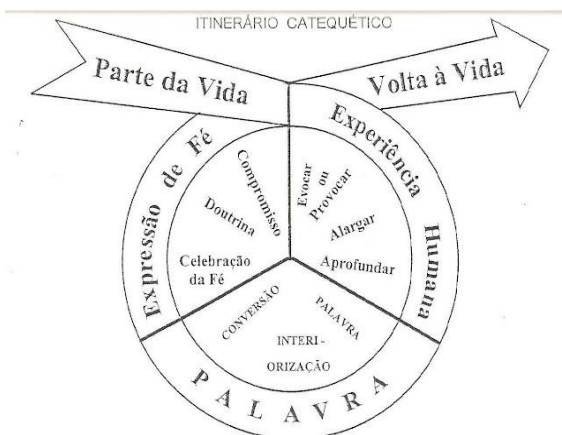 ITINERÁRIO CATEQUÉTICO
Parte da Vida
Volta à Vida
Experiência Humana
Evocar
ou
Provocar
Alargar
Aprofundar
PALAVRA
PALAVRA
INTERI -
ORIZAÇÃO
CONVERSÃO
Expressão de Fé
Celebração
da Fé
Doutrina
Compromisso